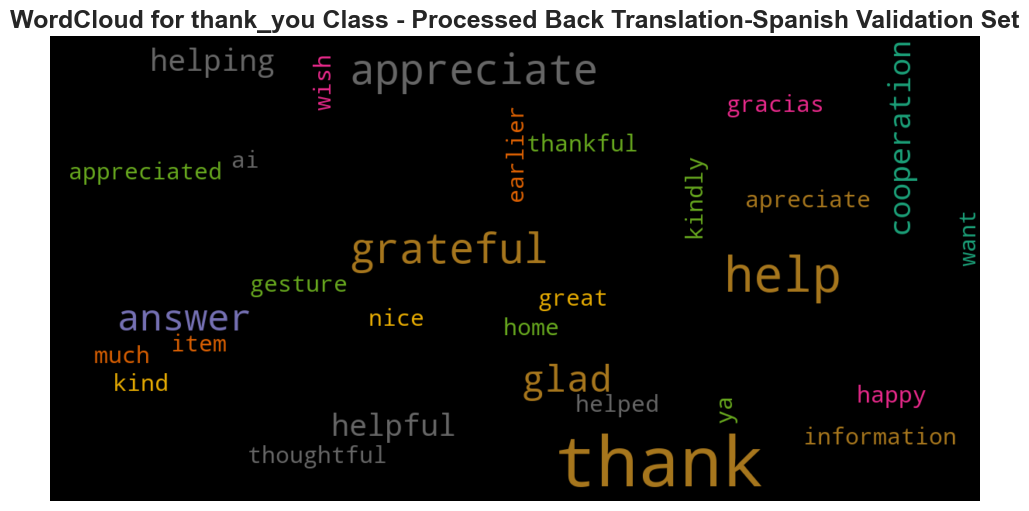 WordCloud for thank_you Class - Processed Back Translation-Spanish Validation Set
helping
wish
appreciate
gracias
cooperation
earlier
thankful
appreciated
ai
kindly
apreciate
want
grateful
help
gesture
great
answer
nice
home
item
much
kind
glad
helped
ya
happy
helpful
information
thoughtful
thank